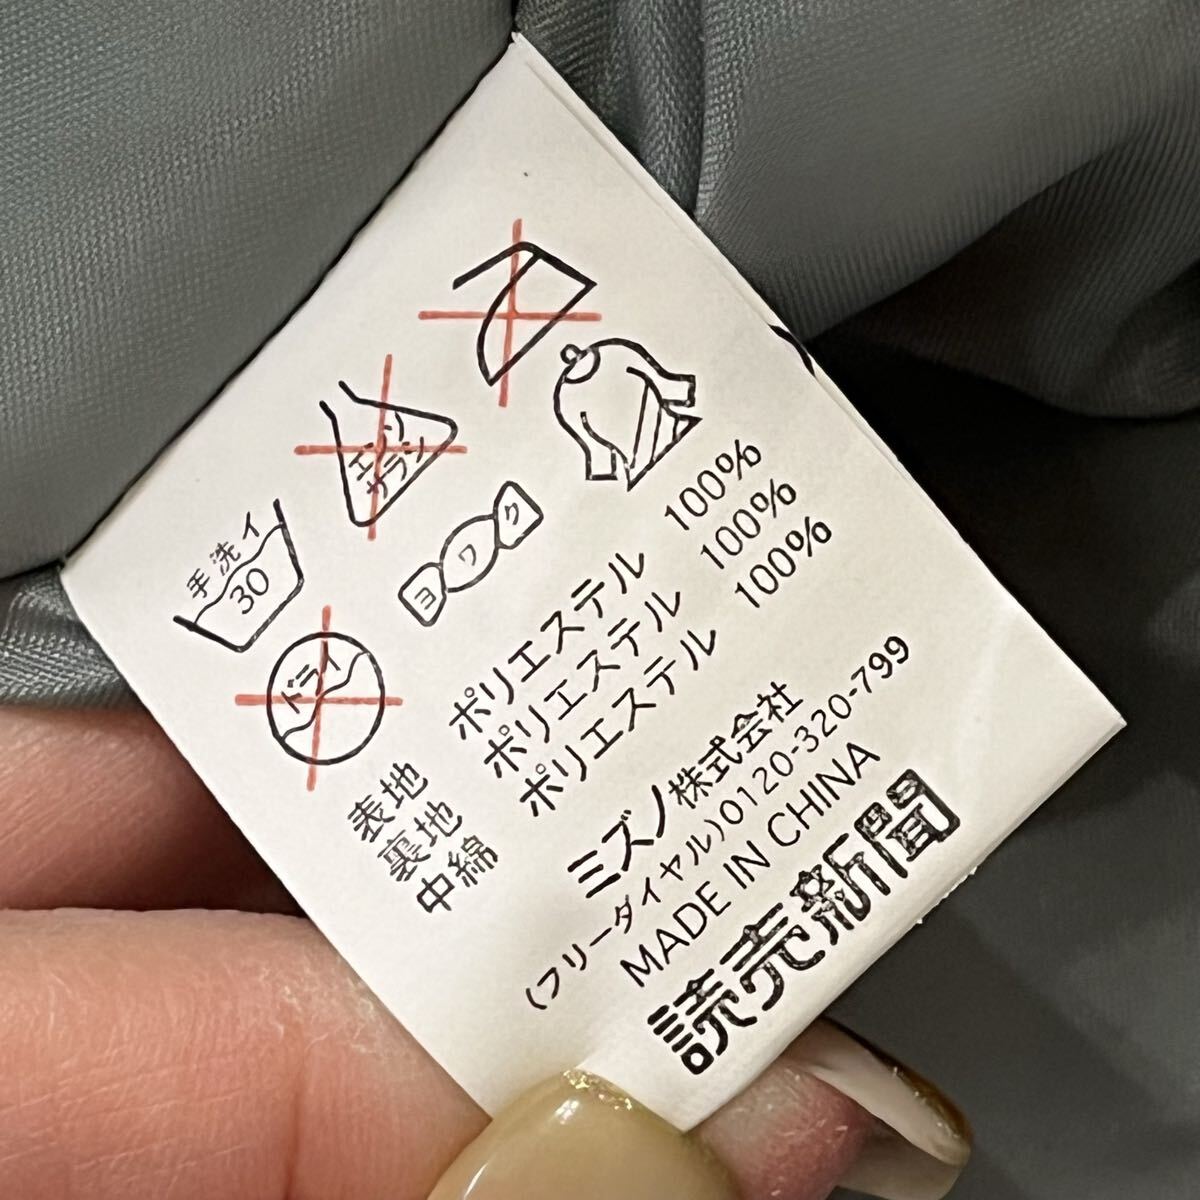 手洗イ
30
エンソ
サラシ
ドライ
ヨワク
表地 ポリエステル 100%
裏地 ポリエステル 100%
中綿 ポリエステル 100%
ミズノ株式会社
(フリーダイヤル)0120-320-799
MADE IN CHINA
読売新聞